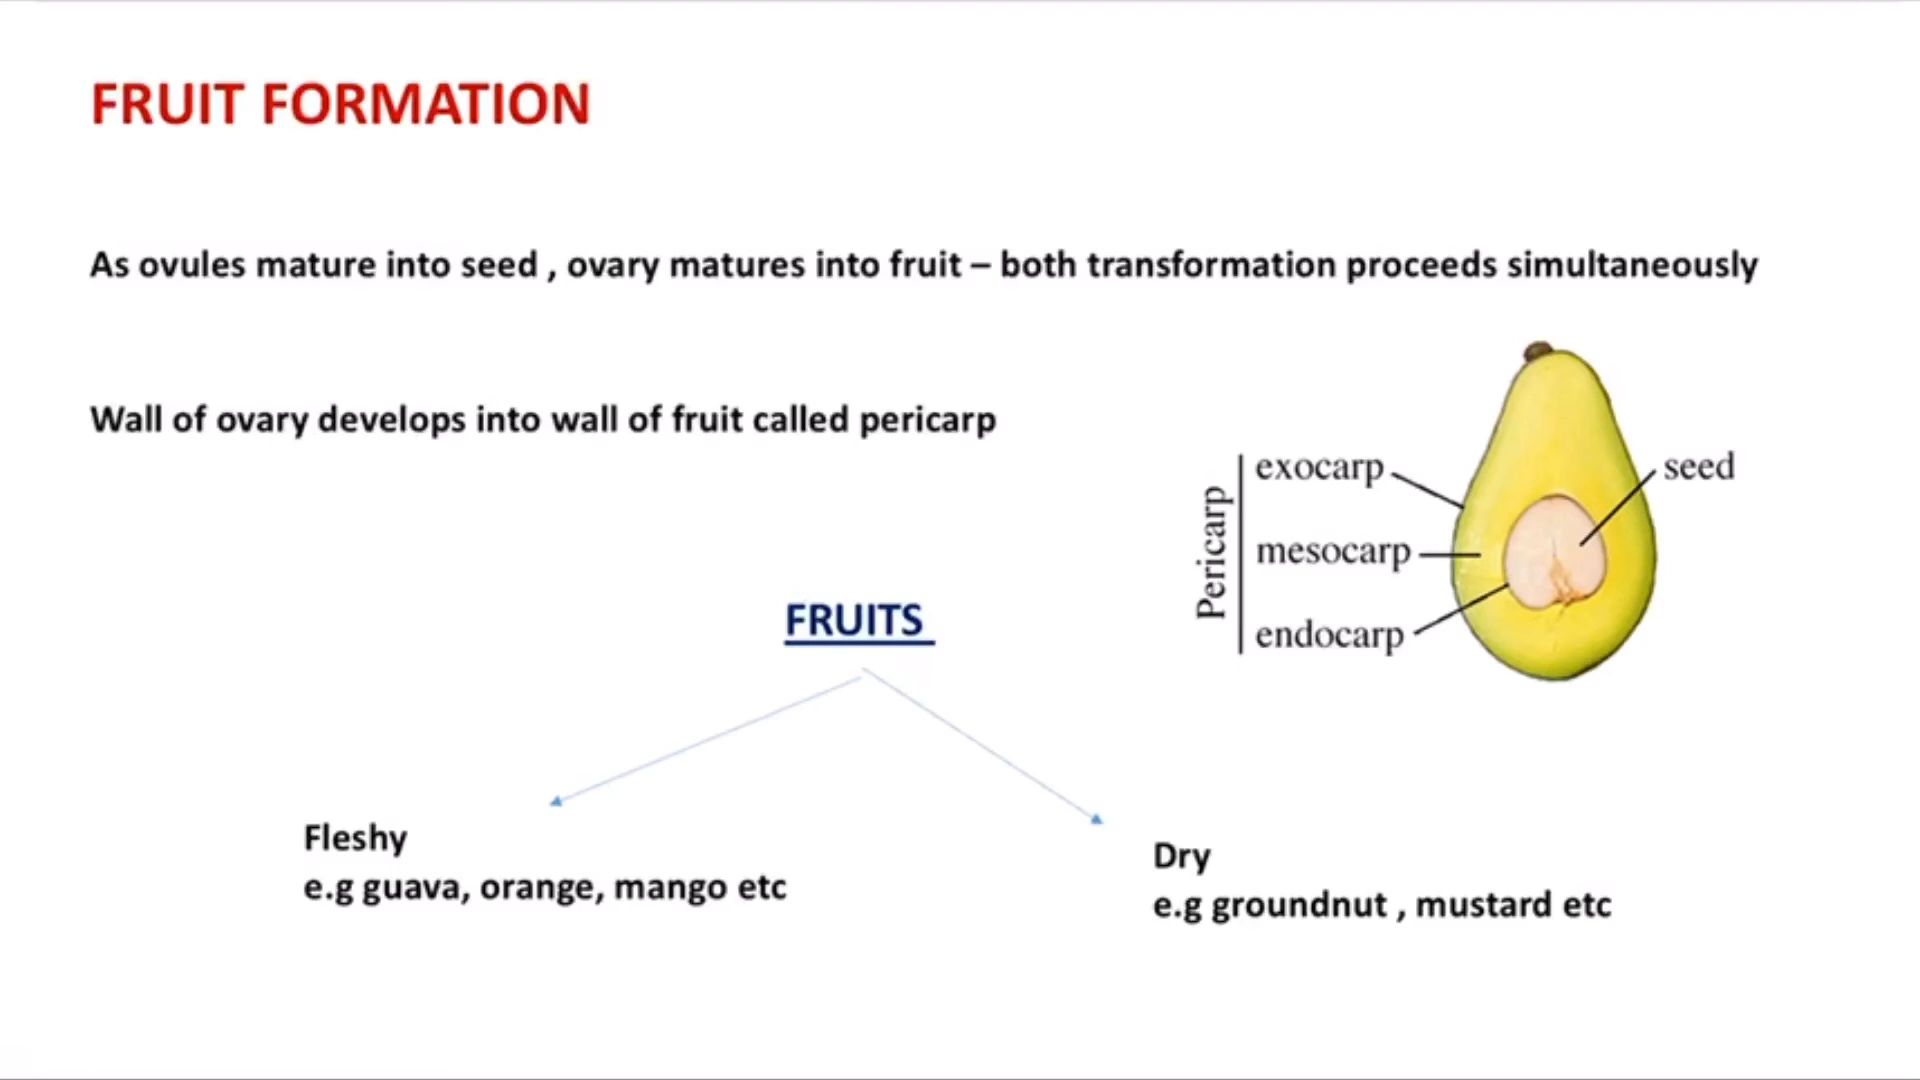 FRUIT FORMATION
As ovules mature into seed , ovary matures into fruit – both transformation proceeds simultaneously
Wall of ovary develops into wall of fruit called pericarp
Pericarp
exocarp
mesocarp
endocarp
seed
FRUITS
Fleshy
e.g guava, orange, mango etc
Dry
e.g groundnut , mustard etc